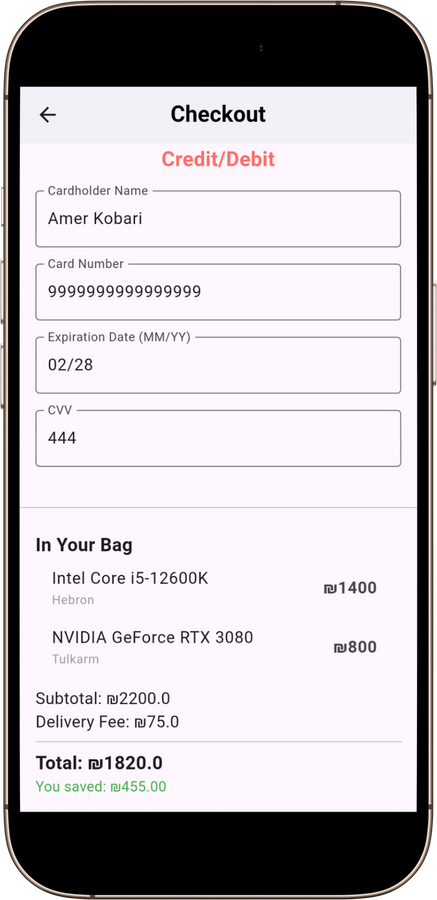 Checkout
Credit/Debit
Cardholder Name
Amer Kobari
Card Number
9999999999999999
Expiration Date (MM/YY)
02/28
CVV
444
In Your Bag
Intel Core i5-12600K
₪1400
Hebron
NVIDIA GeForce RTX 3080
₪800
Tulkarm
Subtotal: ₪2200.0
Delivery Fee: ₪75.0
Total: ₪1820.0
You saved: ₪455.00